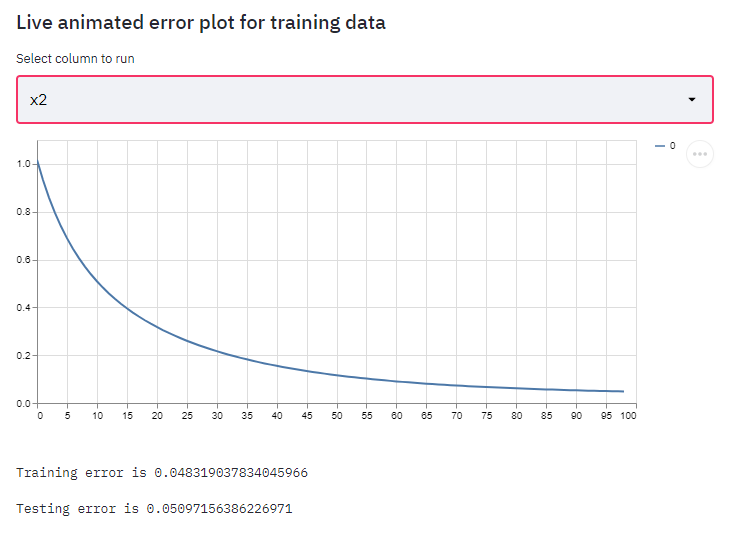 Live animated error plot for training data
Select column to run
x2
0
1.0
0.8
0.6
0.4
0.2
0.0
0 5 10 15 20 25 30 35 40 45 50 55 60 65 70 75 80 85 90 95 100
Training error is 0.048319037834045966
Testing error is 0.05097156386226971